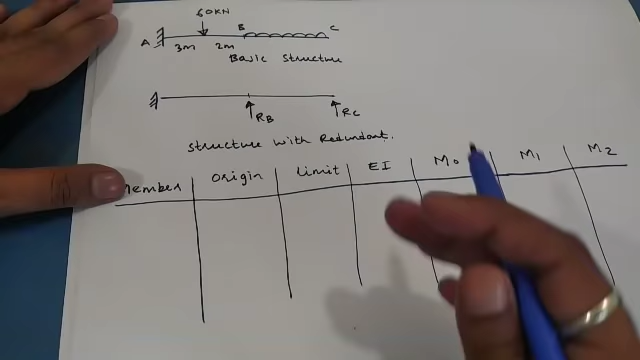 60KN
A B C
3m 2m
Basic Structure
RB RC
structure with Redundant.
Member Origin Limit EI M0 M1 M2